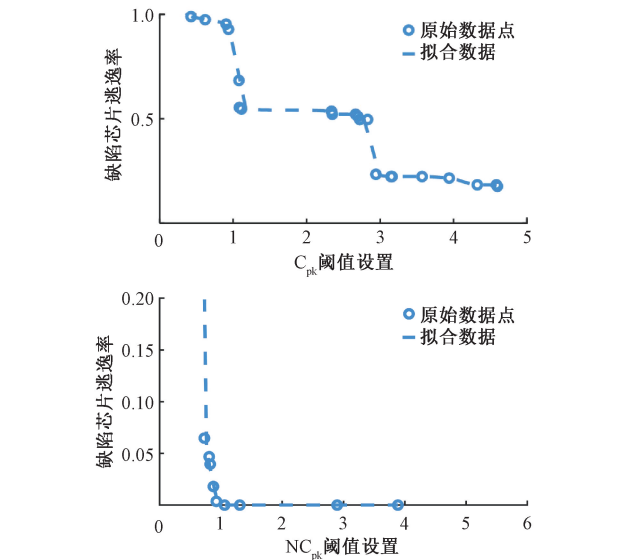 1.0
原始数据点
拟合数据
缺陷芯片逃逸率
0.5
0
1
2
3
4
5
Cpk阈值设置
0.20
原始数据点
拟合数据
0.15
缺陷芯片逃逸率
0.10
0.05
0
1
2
3
4
5
6
NCpk阈值设置